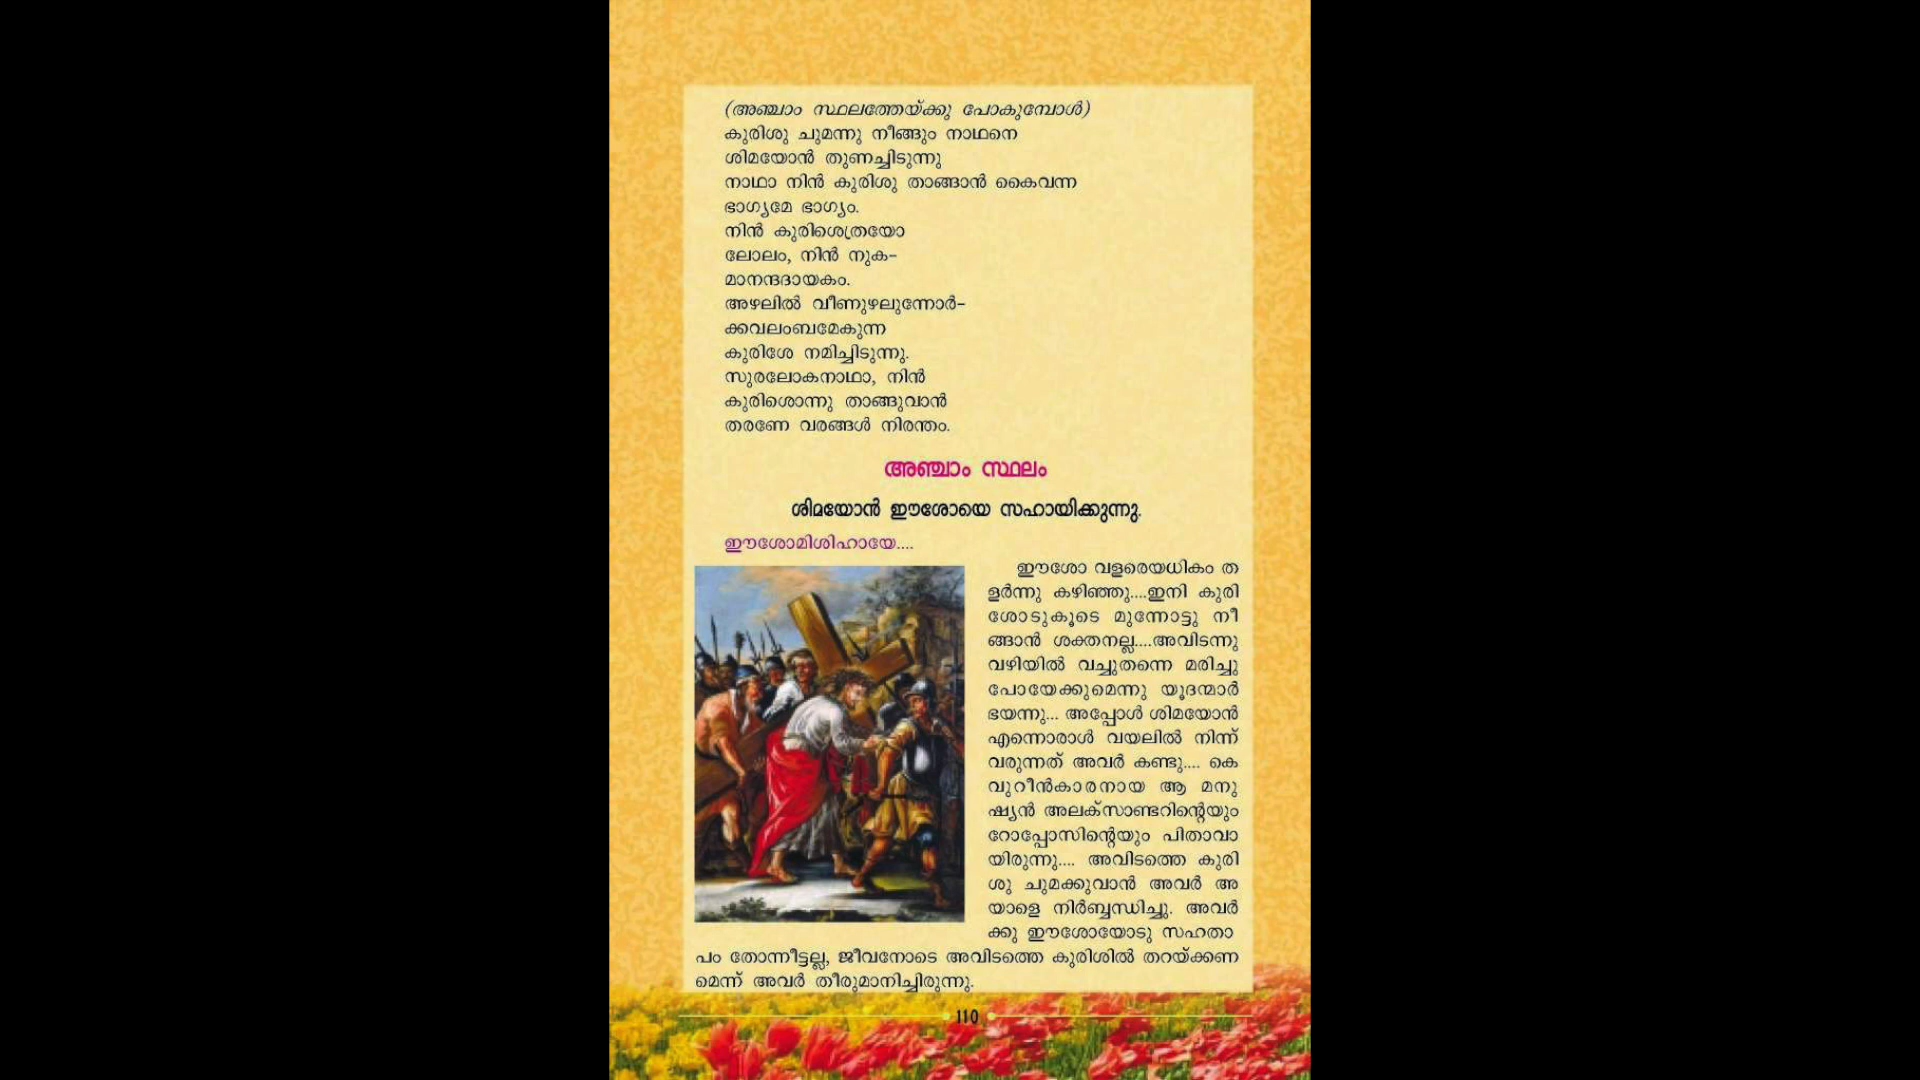 (അഞ്ചാം സ്ഥലത്തേയ്ക്കു പോകുമ്പോൾ)
കുരിശു ചുമന്നു നീങ്ങും നാഥനെ
ശിമയോൻ തുണച്ചിടുന്നു
നാഥാ നിൻ കുരിശു താങ്ങാൻ കൈവന്ന
ഭാഗ്യമേ ഭാഗ്യം.
നിൻ കുരിശെത്രയോ
ലോലം, നിൻ നുക-
മാനന്ദദായകം.
അഴലിൽ വീണുഴലുന്നോർ-
ക്കവലംബമേകുന്ന
കുരിശേ നമിച്ചിടുന്നു.
സുരലോകനാഥാ, നിൻ
കുരിശൊന്നു താങ്ങുവാൻ
തരണേ വരങ്ങൾ നിരന്തം.
അഞ്ചാം സ്ഥലം
ശിമയോൻ ഈശോയെ സഹായിക്കുന്നു.
ഈശോമിശിഹായേ....
ഈശോ വളരെയധികം ത
ളർന്നു കഴിഞ്ഞു....ഇനി കുരി
ശോടുകൂടെ മുന്നോട്ടു നീ
ങ്ങാൻ ശക്തനല്ല....അവിടന്നു
വഴിയിൽ വച്ചുതന്നെ മരിച്ചു
പോയേക്കുമെന്നു യൂദന്മാർ
ഭയന്നു... അപ്പോൾ ശിമയോൻ
എന്നൊരാൾ വയലിൽ നിന്ന്
വരുന്നത് അവർ കണ്ടു.... കെ
വുറീൻകാരനായ ആ മനു
ഷ്യൻ അലക്സാണ്ടറിന്റെയും
റോപ്പോസിന്റെയും പിതാവാ
യിരുന്നു.... അവിടത്തെ കുരി
ശു ചുമക്കുവാൻ അവർ അ
യാളെ നിർബ്ബന്ധിച്ചു. അവർ
ക്കു ഈശോയോടു സഹതാ
പം തോന്നീട്ടല്ല, ജീവനോടെ അവിടത്തെ കുരിശിൽ തറയ്ക്കണ
മെന്ന് അവർ തീരുമാനിച്ചിരുന്നു.
110